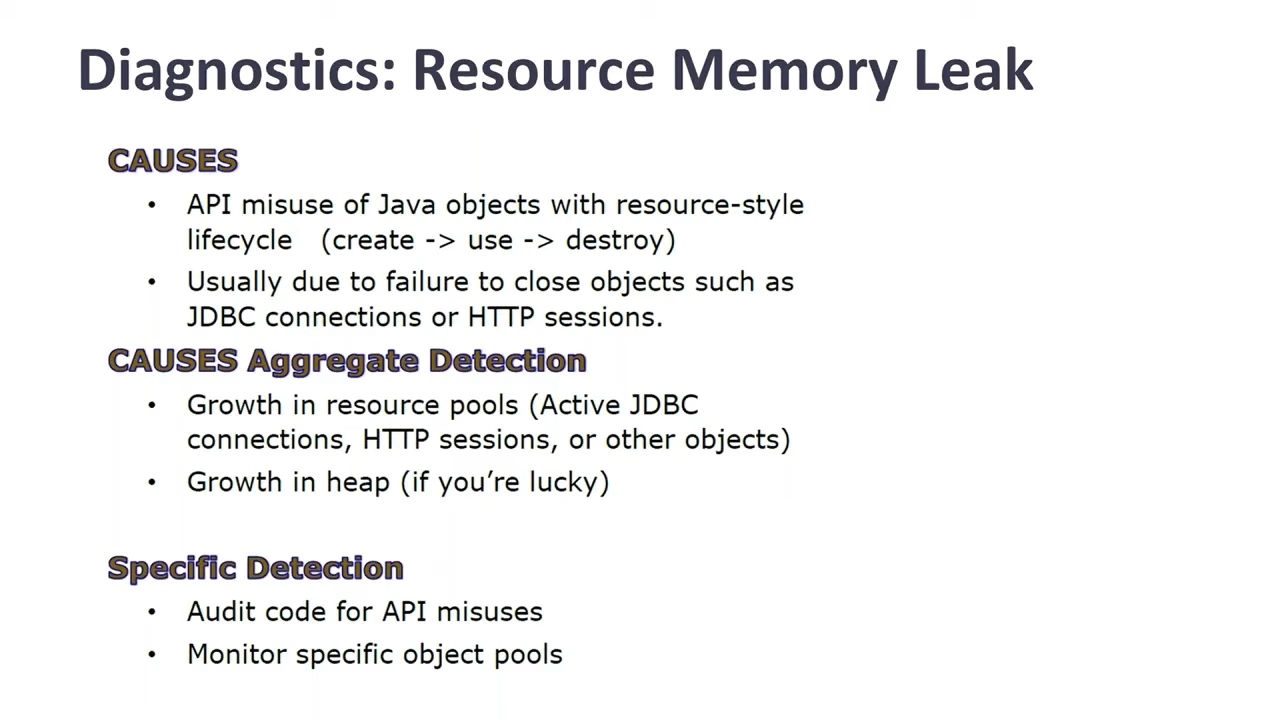 Diagnostics: Resource Memory Leak
CAUSES
• API misuse of Java objects with resource-style
lifecycle (create -> use -> destroy)
• Usually due to failure to close objects such as
JDBC connections or HTTP sessions.
CAUSES Aggregate Detection
• Growth in resource pools (Active JDBC
connections, HTTP sessions, or other objects)
• Growth in heap (if you’re lucky)
Specific Detection
• Audit code for API misuses
• Monitor specific object pools